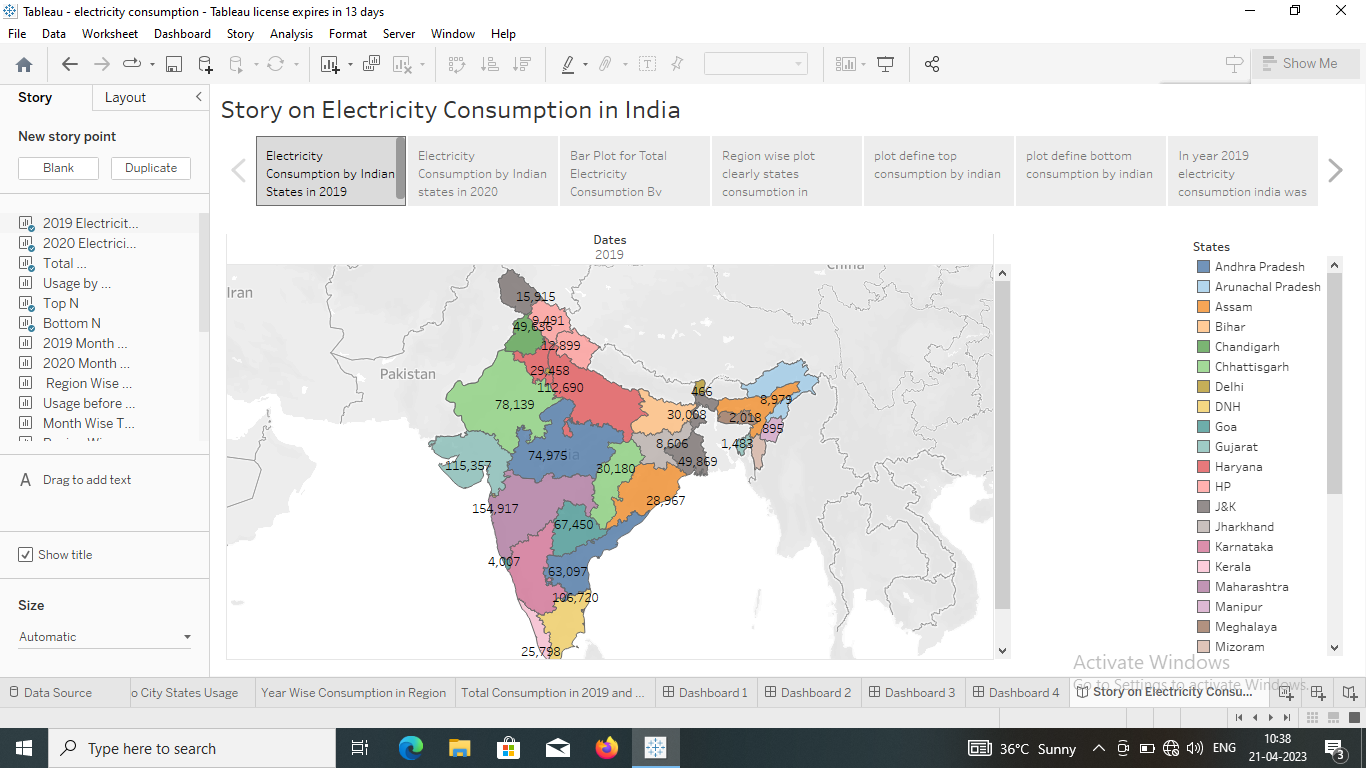 Tableau - electricity consumption - Tableau license expires in 13 days
File Data Worksheet Dashboard Story Analysis Format Server Window Help
Show Me
Story Layout
New story point
Blank Duplicate
2019 Electricit...
2020 Electrici...
Total ...
Usage by ...
Top N
Bottom N
2019 Month ...
2020 Month ...
Region Wise ...
Usage before ...
Month Wise T...
A Drag to add text
Show title
Size
Automatic
Story on Electricity Consumption in India
Electricity
Consumption by Indian
States in 2019
Electricity
Consumption by Indian
states in 2020
Bar Plot for Total
Electricity
Consumption By
Region wise plot
clearly states
consumption in
plot define top
consumption by indian
plot define bottom
consumption by indian
In year 2019
electricity
consumption india was
Dates
2019
China
Iran
Pakistan
15,915
9,491
49,636
12,899
29,458
112,690
78,139
466
8,979
30,003
2,018
895
8,606
1,483
74,975
49,869
115,357
30,180
28,967
154,917
67,450
4,007
63,097
106,720
25,798
States
Andhra Pradesh
Arunachal Pradesh
Assam
Bihar
Chandigarh
Chhattisgarh
Delhi
DNH
Goa
Gujarat
Haryana
HP
J&K
Jharkhand
Karnataka
Kerala
Maharashtra
Manipur
Meghalaya
Mizoram
Activate Windows
Go to Settings to activate Windows.
Data Source o City States Usage Year Wise Consumption in Region Total Consumption in 2019 and ... Dashboard 1 Dashboard 2 Dashboard 3 Dashboard 4 Story on Electricity Consu...
Type here to search
36°C Sunny ENG
10:38
21-04-2023
3